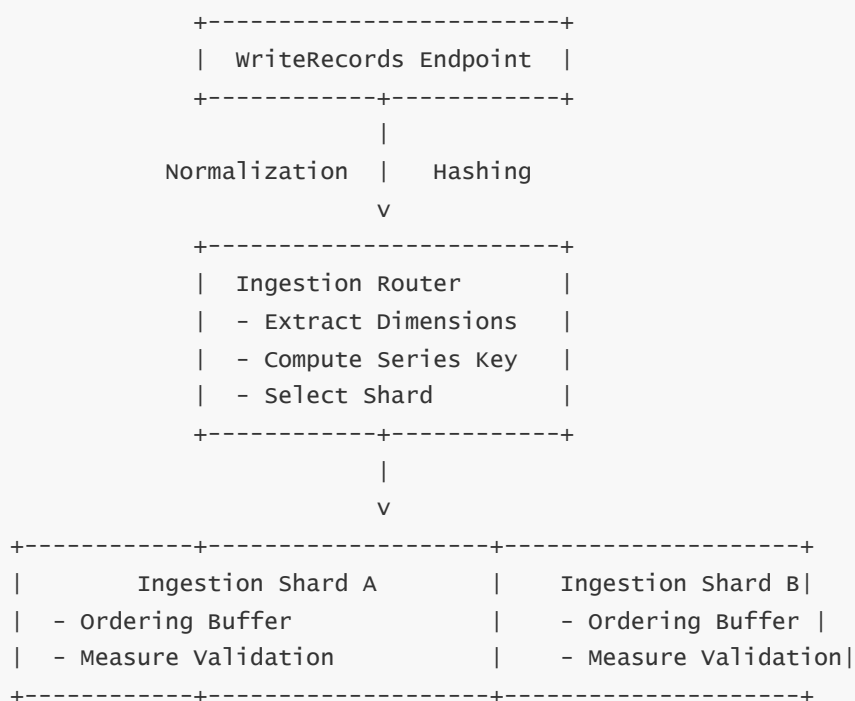 +-------------------------+
|  WriteRecords Endpoint  |
+------------+------------+
|
Normalization  |   Hashing
v
+-------------------------+
|  Ingestion Router       |
|  - Extract Dimensions   |
|  - Compute Series Key   |
|  - Select Shard         |
+------------+------------+
|
v
+------------+--------------------+---------------------+
|        Ingestion Shard A        |    Ingestion Shard B|
|  - Ordering Buffer              |    - Ordering Buffer |
|  - Measure Validation           |    - Measure Validation|
+------------+--------------------+---------------------+